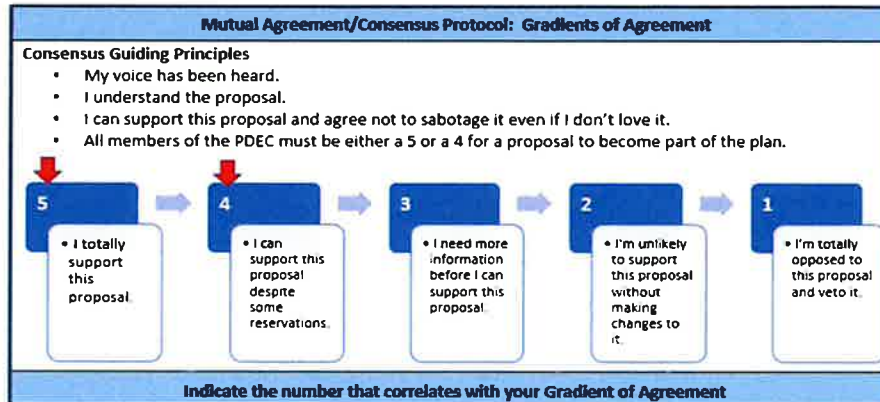 Mutual Agreement/Consensus Protocol: Gradients of Agreement
Consensus Guiding Principles
• My voice has been heard.
• I understand the proposal.
• I can support this proposal and agree not to sabotage it even if I don't love it.
• All members of the PDEC must be either a 5 or a 4 for a proposal to become part of the plan.
5
• I totally
support
this
proposal.
4
• I can
support this
proposal
despite
some
reservations.
3
• I need more
information
before I can
support this
proposal.
2
• I'm unlikely
to support
this proposal
without
making
changes to
it.
1
• I'm totally
opposed to
this proposal
and veto it.
Indicate the number that correlates with your Gradient of Agreement